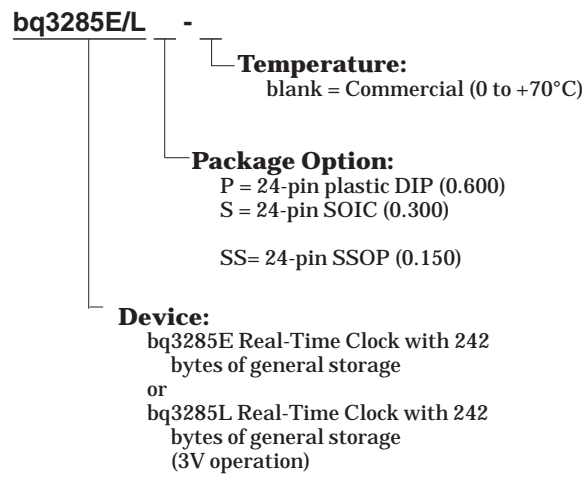 bq3285E/L __ - __
Temperature:
blank = Commercial (0 to +70°C)
Package Option:
P = 24-pin plastic DIP (0.600)
S = 24-pin SOIC (0.300)
SS= 24-pin SSOP (0.150)
Device:
bq3285E Real-Time Clock with 242
bytes of general storage
or
bq3285L Real-Time Clock with 242
bytes of general storage
(3V operation)